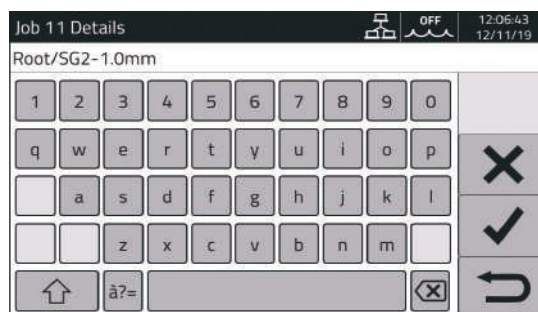 Job 11 Details
OFF
12:06:43
12/11/19
Root/SG2-1.0mm
1 2 3 4 5 6 7 8 9 0
q w e r t y u i o p
a s d f g h j k l
z x c v b n m
à?=